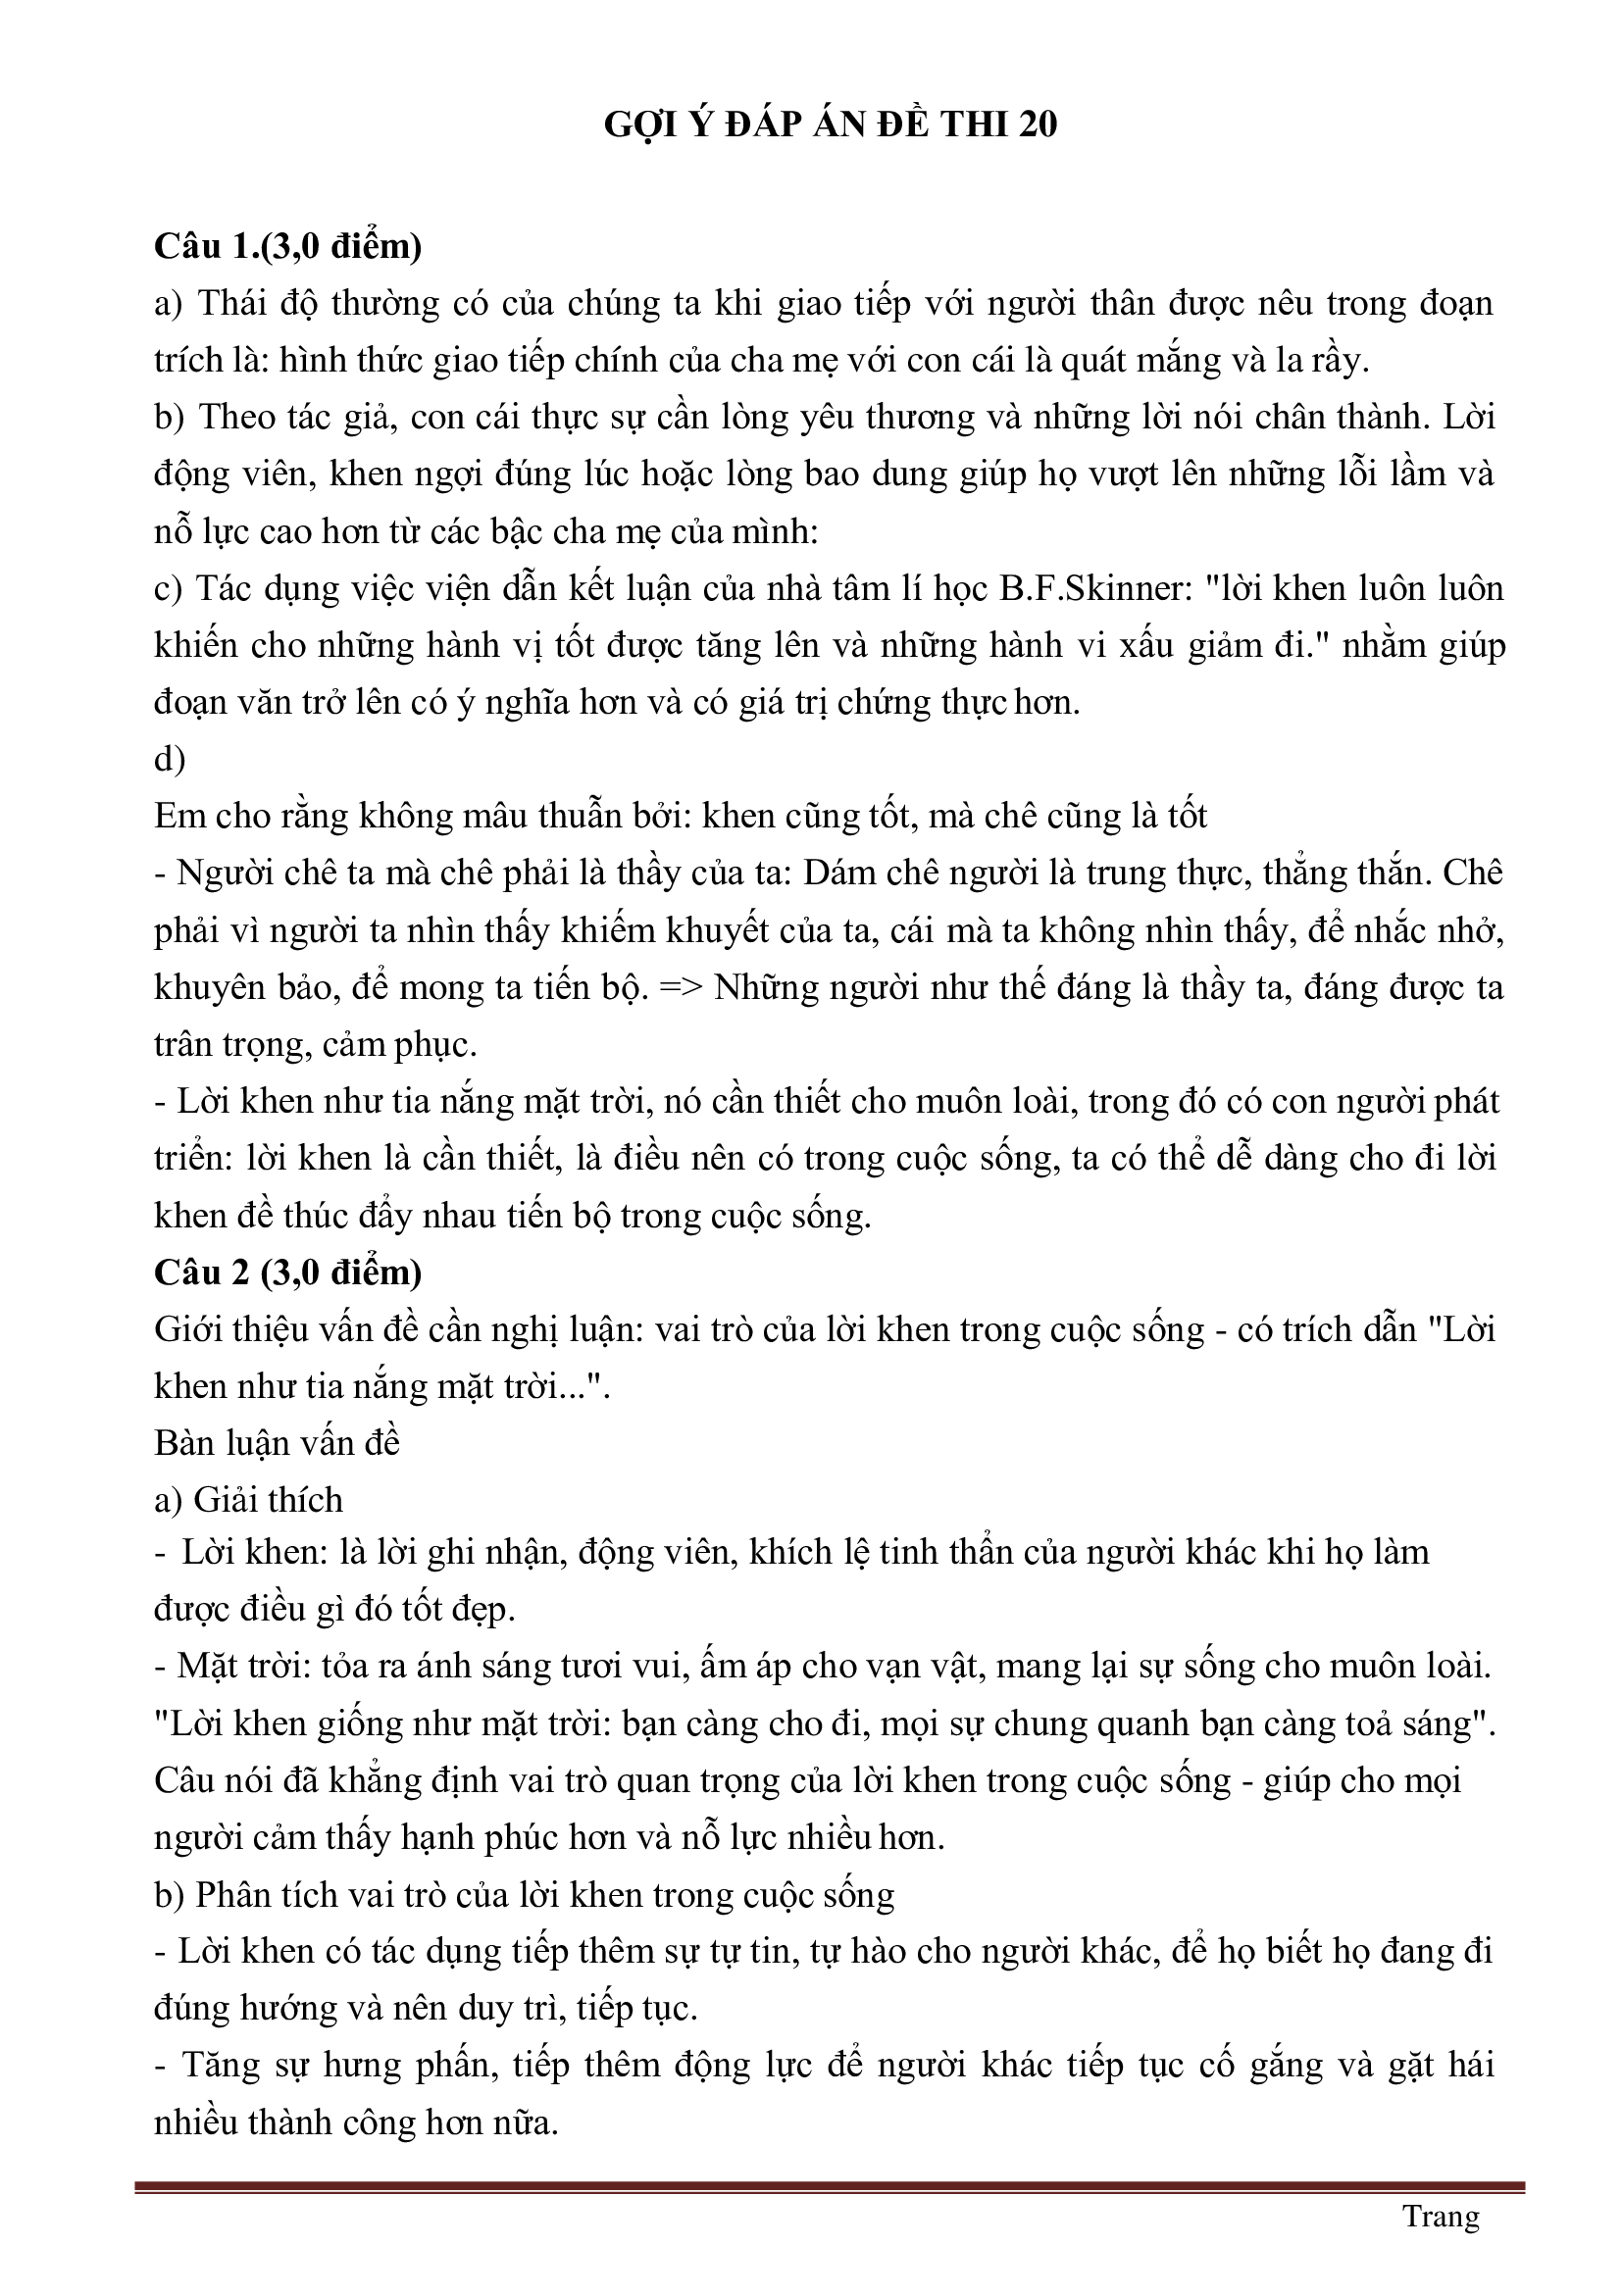 GỢI Ý ĐÁP ÁN ĐỀ THI 20
Câu 1.(3,0 điểm)
a) Thái độ thường có của chúng ta khi giao tiếp với người thân được nêu trong đoạn
trích là: hình thức giao tiếp chính của cha mẹ với con cái là quát mắng và la rầy.
b) Theo tác giả, con cái thực sự cần lòng yêu thương và những lời nói chân thành. Lời
động viên, khen ngợi đúng lúc hoặc lòng bao dung giúp họ vượt lên những lỗi lầm và
nỗ lực cao hơn từ các bậc cha mẹ của mình:
c) Tác dụng việc viện dẫn kết luận của nhà tâm lí học B.F.Skinner: "lời khen luôn luôn
khiến cho những hành vị tốt được tăng lên và những hành vi xấu giảm đi." nhằm giúp
đoạn văn trở lên có ý nghĩa hơn và có giá trị chứng thực hơn.
d)
Em cho rằng không mâu thuẫn bởi: khen cũng tốt, mà chê cũng là tốt
- Người chê ta mà chê phải là thầy của ta: Dám chê người là trung thực, thẳng thắn. Chê
phải vì người ta nhìn thấy khiếm khuyết của ta, cái mà ta không nhìn thấy, để nhắc nhở,
khuyên bảo, để mong ta tiến bộ. => Những người như thế đáng là thầy ta, đáng được ta
trân trọng, cảm phục.
- Lời khen như tia nắng mặt trời, nó cần thiết cho muôn loài, trong đó có con người phát
triển: lời khen là cần thiết, là điều nên có trong cuộc sống, ta có thể dễ dàng cho đi lời
khen đề thúc đẩy nhau tiến bộ trong cuộc sống.
Câu 2 (3,0 điểm)
Giới thiệu vấn đề cần nghị luận: vai trò của lời khen trong cuộc sống - có trích dẫn "Lời
khen như tia nắng mặt trời...".
Bàn luận vấn đề
a) Giải thích
- Lời khen: là lời ghi nhận, động viên, khích lệ tinh thần của người khác khi họ làm
được điều gì đó tốt đẹp.
- Mặt trời: tỏa ra ánh sáng tươi vui, ấm áp cho vạn vật, mang lại sự sống cho muôn loài.
"Lời khen giống như mặt trời: bạn càng cho đi, mọi sự chung quanh bạn càng toả sáng".
Câu nói đã khẳng định vai trò quan trọng của lời khen trong cuộc sống - giúp cho mọi
người cảm thấy hạnh phúc hơn và nỗ lực nhiều hơn.
b) Phân tích vai trò của lời khen trong cuộc sống
- Lời khen có tác dụng tiếp thêm sự tự tin, tự hào cho người khác, để họ biết họ đang đi
đúng hướng và nên duy trì, tiếp tục.
- Tăng sự hưng phấn, tiếp thêm động lực để người khác tiếp tục cố gắng và gặt hái
nhiều thành công hơn nữa.
Trang